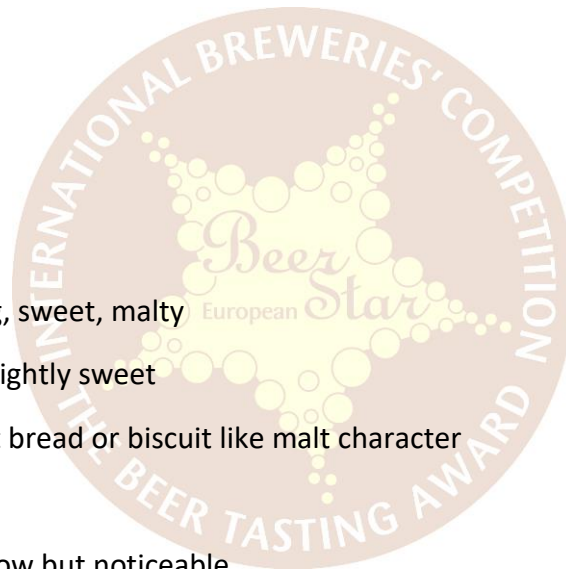 INTERNATIONAL BREWERIES' COMPETITION
Beer
European Star
, sweet, malty
ightly sweet
bread or biscuit like malt character
THE BEER TASTING AWARD
ow but noticeable